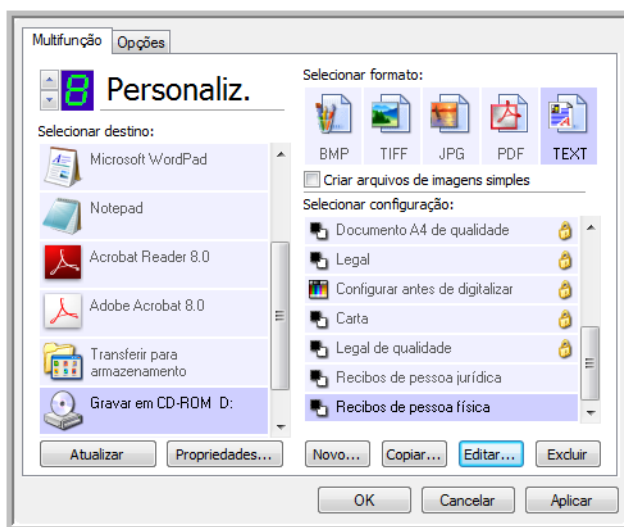 Multifunção
Opções
8 Personaliz.
Selecionar destino:
Microsoft WordPad
Notepad
Acrobat Reader 8.0
Adobe Acrobat 8.0
Transferir para
armazenamento
Gravar em CD-ROM D:
Atualizar
Propriedades...
Selecionar formato:
BMP
TIFF
JPG
PDF
TEXT
Criar arquivos de imagens simples
Selecionar configuração:
Documento A4 de qualidade
Legal
Configurar antes de digitalizar
Carta
Legal de qualidade
Recibos de pessoa jurídica
Recibos de pessoa física
Novo...
Copiar...
Editar...
Excluir
OK
Cancelar
Aplicar